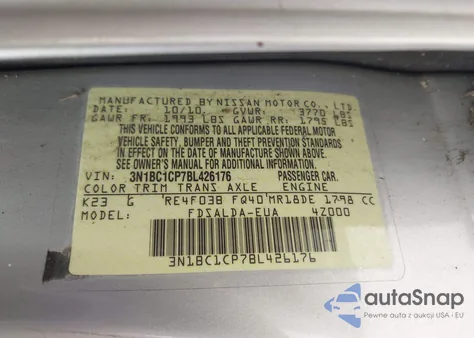 MANUFACTURED BY NISSAN MOTOR CO., LTD.
DATE: 10/10 GVWR: 3770 LBS
GAWR FR: 1993 LBS GAWR RR: 1795 LBS
THIS VEHICLE CONFORMS TO ALL APPLICABLE FEDERAL MOTOR
VEHICLE SAFETY, BUMPER AND THEFT PREVENTION STANDARDS
IN EFFECT ON THE DATE OF MANUFACTURE SHOWN ABOVE.
SEE OWNER'S MANUAL FOR ADDITIONAL INFORMATION.
VIN: 3N1BC1CP7BL426176 PASSENGER CAR.
COLOR TRIM TRANS AXLE ENGINE
K23 G RE4F03B FQ40 MR18DE 1798 CC
MODEL: FDSALDA-EUA 4Z000
3N1BC1CP7BL426176
autoSnap
Pewne auta z aukcji USA i EU